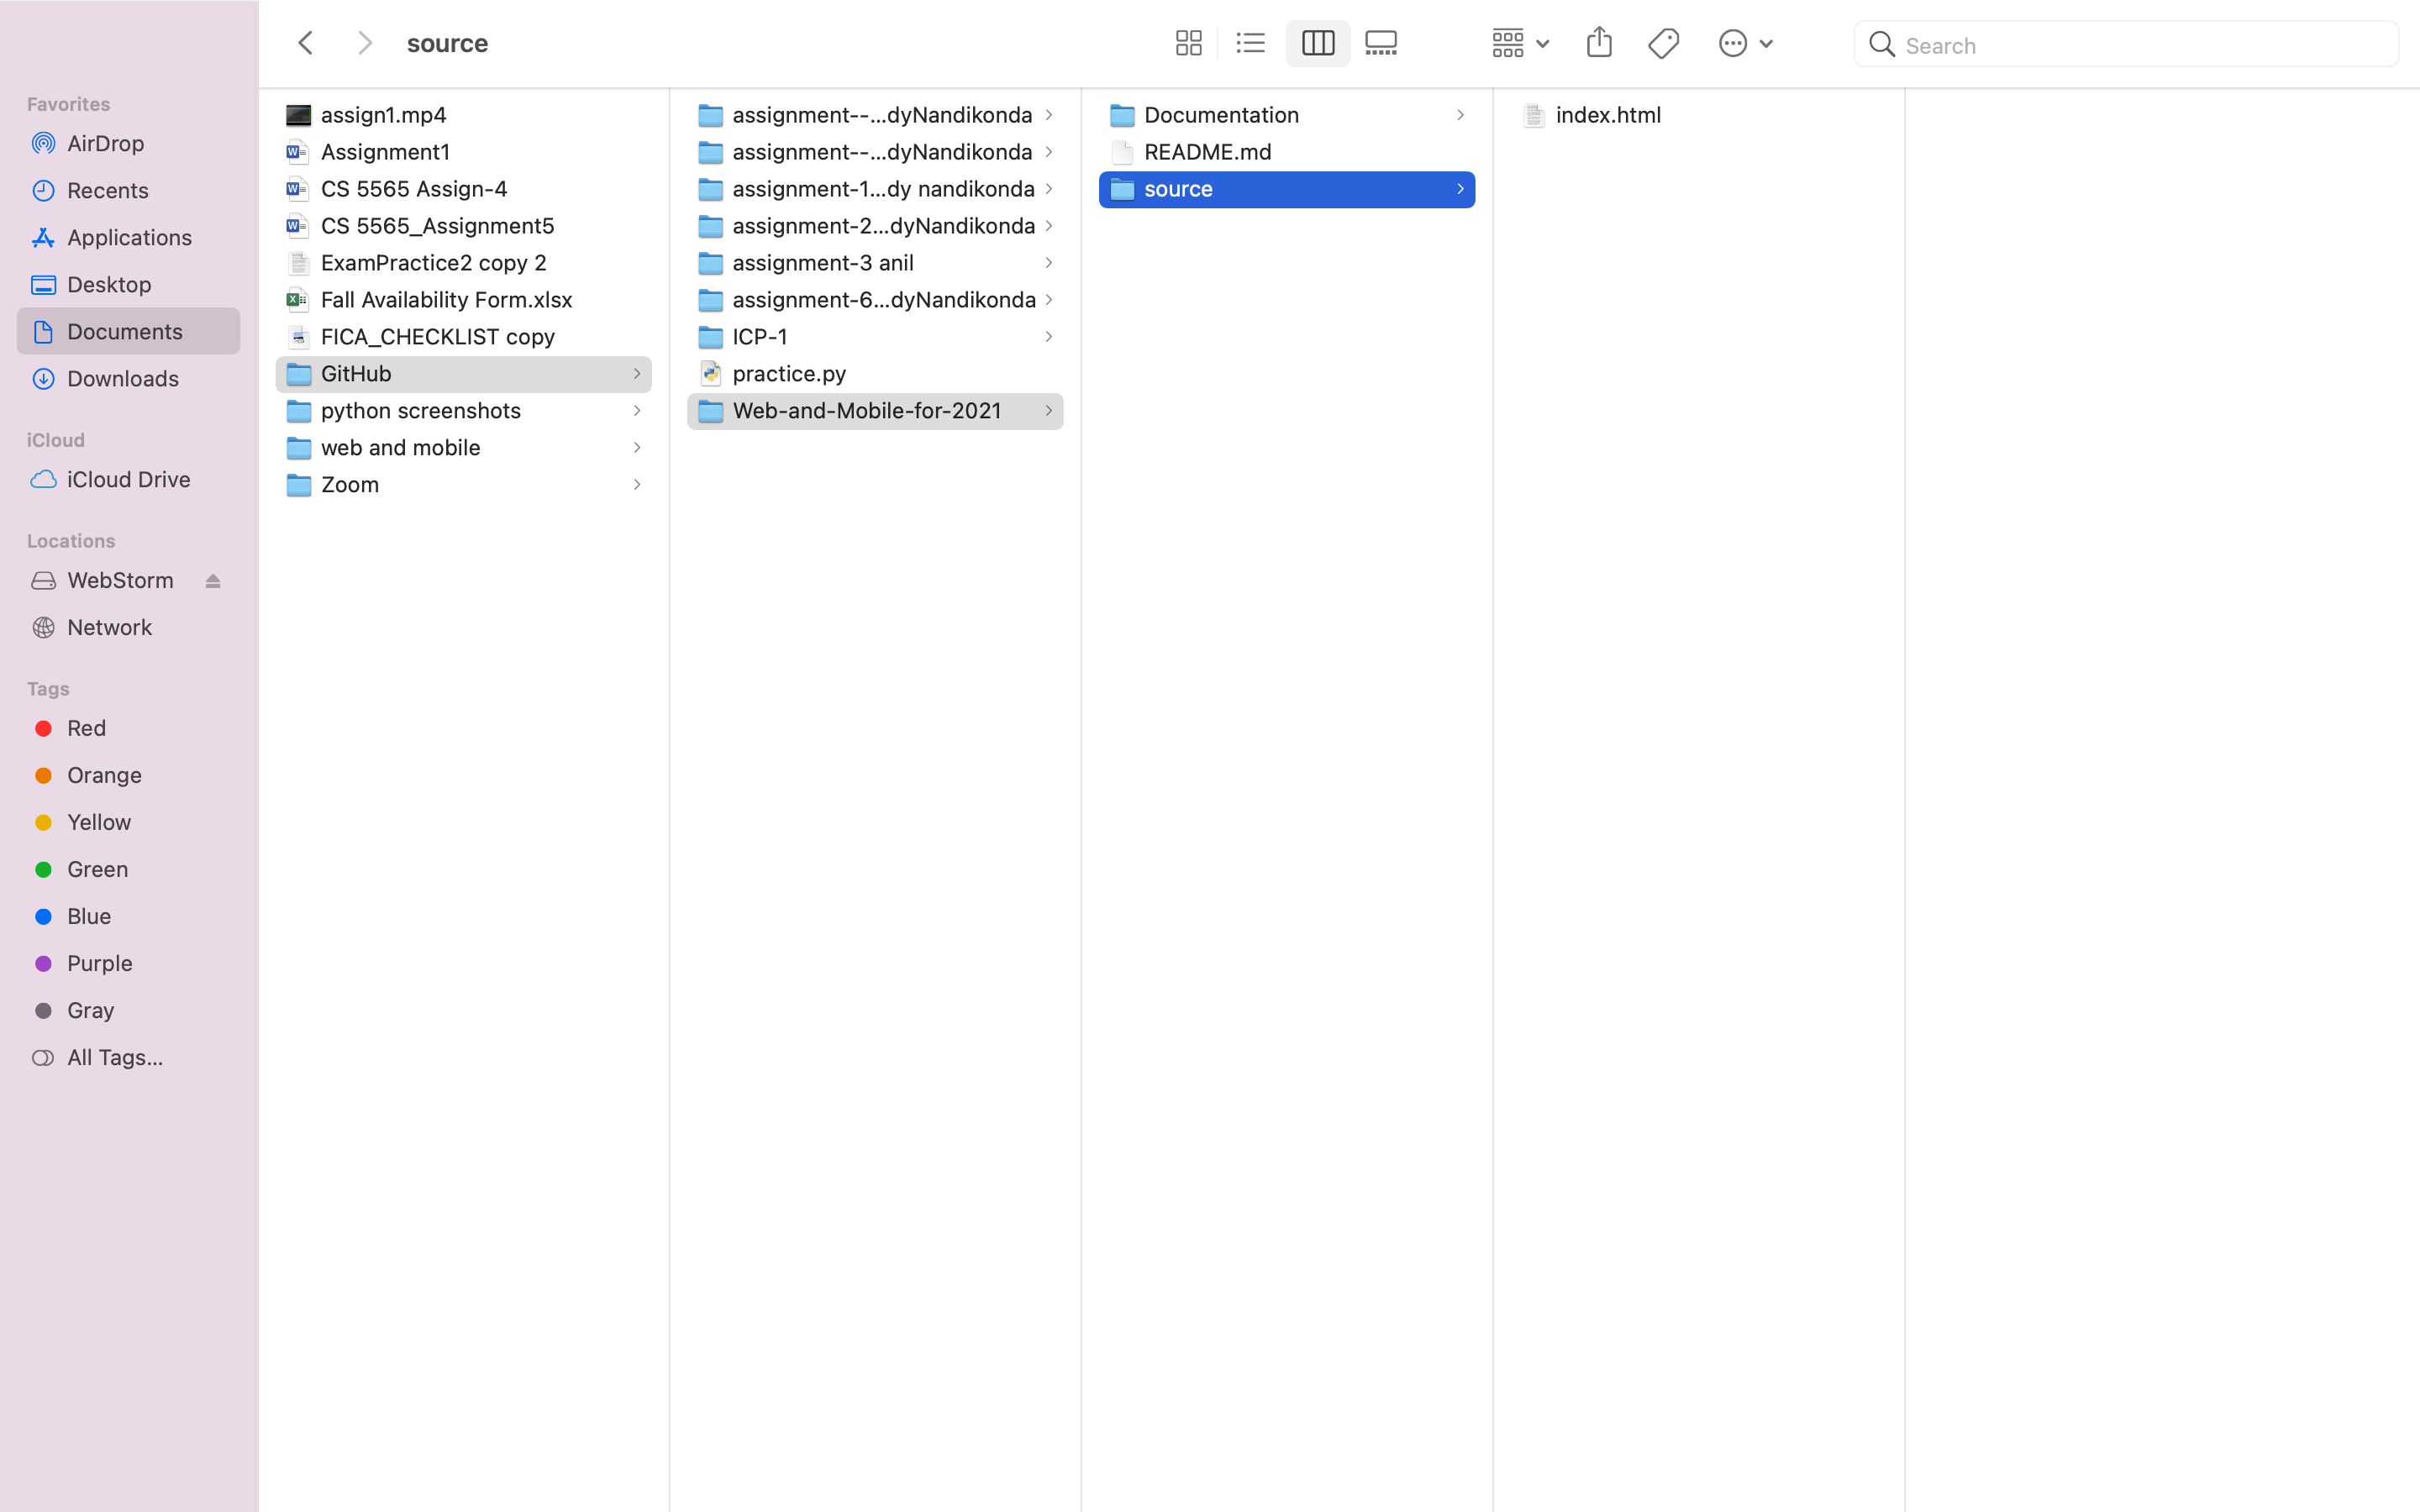 source
Search
Favorites
AirDrop
Recents
Applications
Desktop
Documents
Downloads
iCloud
iCloud Drive
Locations
WebStorm
Network
Tags
Red
Orange
Yellow
Green
Blue
Purple
Gray
All Tags...
assign1.mp4
Assignment1
CS 5565 Assign-4
CS 5565_Assignment5
ExamPractice2 copy 2
Fall Availability Form.xlsx
FICA_CHECKLIST copy
GitHub
python screenshots
web and mobile
Zoom
assignment--...dyNandikonda
assignment--...dyNandikonda
assignment-1...dy nandikonda
assignment-2...dyNandikonda
assignment-3 anil
assignment-6...dyNandikonda
ICP-1
practice.py
Web-and-Mobile-for-2021
Documentation
README.md
source
index.html